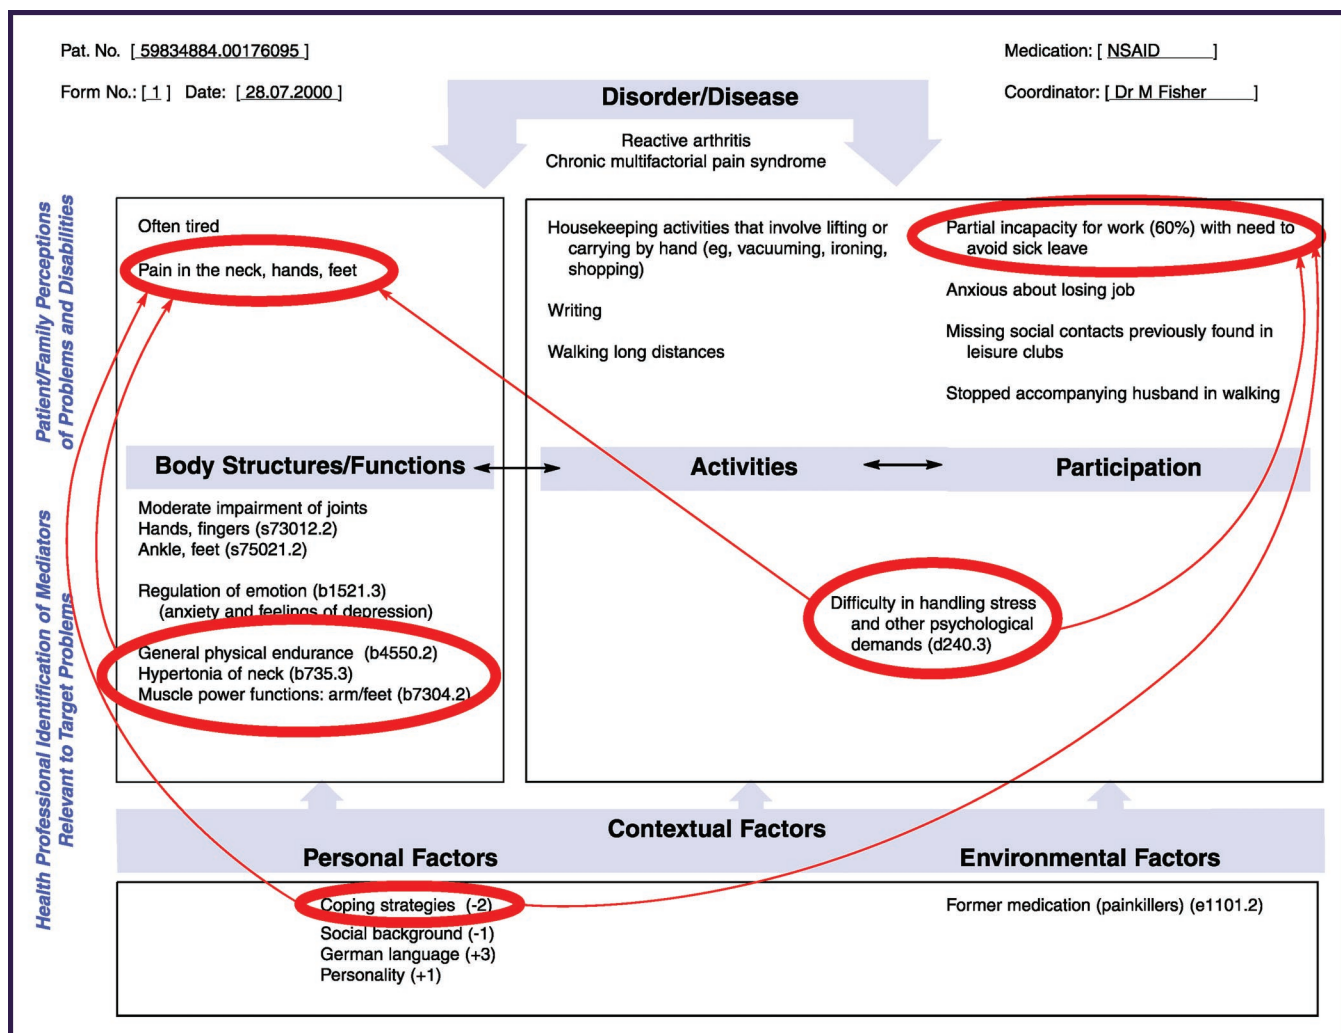 Pat. No. [ 59834884.00176095 ]
Medication: [ NSAID ]
Form No.: [ 1 ] Date: [ 28.07.2000 ]
Coordinator: [ Dr M Fisher ]
Disorder/Disease
Reactive arthritis
Chronic multifactorial pain syndrome
Patient/Family Perceptions
of Problems and Disabilities
Often tired
Pain in the neck, hands, feet
Housekeeping activities that involve lifting or
carrying by hand (eg, vacuuming, ironing,
shopping)
Writing
Walking long distances
Partial incapacity for work (60%) with need to
avoid sick leave
Anxious about losing job
Missing social contacts previously found in
leisure clubs
Stopped accompanying husband in walking
Body Structures/Functions
Activities
Participation
Health Professional Identification of Mediators
Relevant to Target Problems
Moderate impairment of joints
Hands, fingers (s73012.2)
Ankle, feet (s75021.2)
Regulation of emotion (b1521.3)
(anxiety and feelings of depression)
General physical endurance (b4550.2)
Hypertonia of neck (b735.3)
Muscle power functions: arm/feet (b7304.2)
Difficulty in handling stress
and other psychological
demands (d240.3)
Contextual Factors
Personal Factors
Environmental Factors
Coping strategies (-2)
Social background (-1)
German language (+3)
Personality (+1)
Former medication (painkillers) (e1101.2)